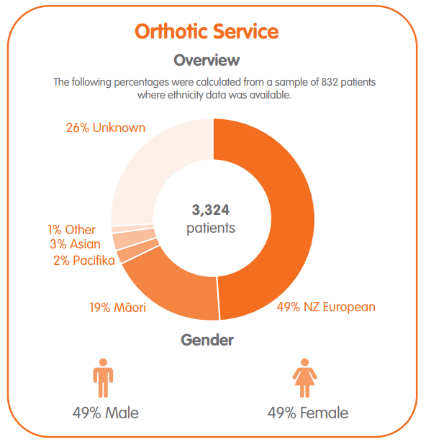 Orthotic Service
Overview
The following percentages were calculated from a sample of 832 patients
where ethnicity data was available.
26% Unknown
1% Other
3% Asian
2% Pacifika
19% Māori
49% NZ European
3,324
patients
Gender
49% Male
49% Female